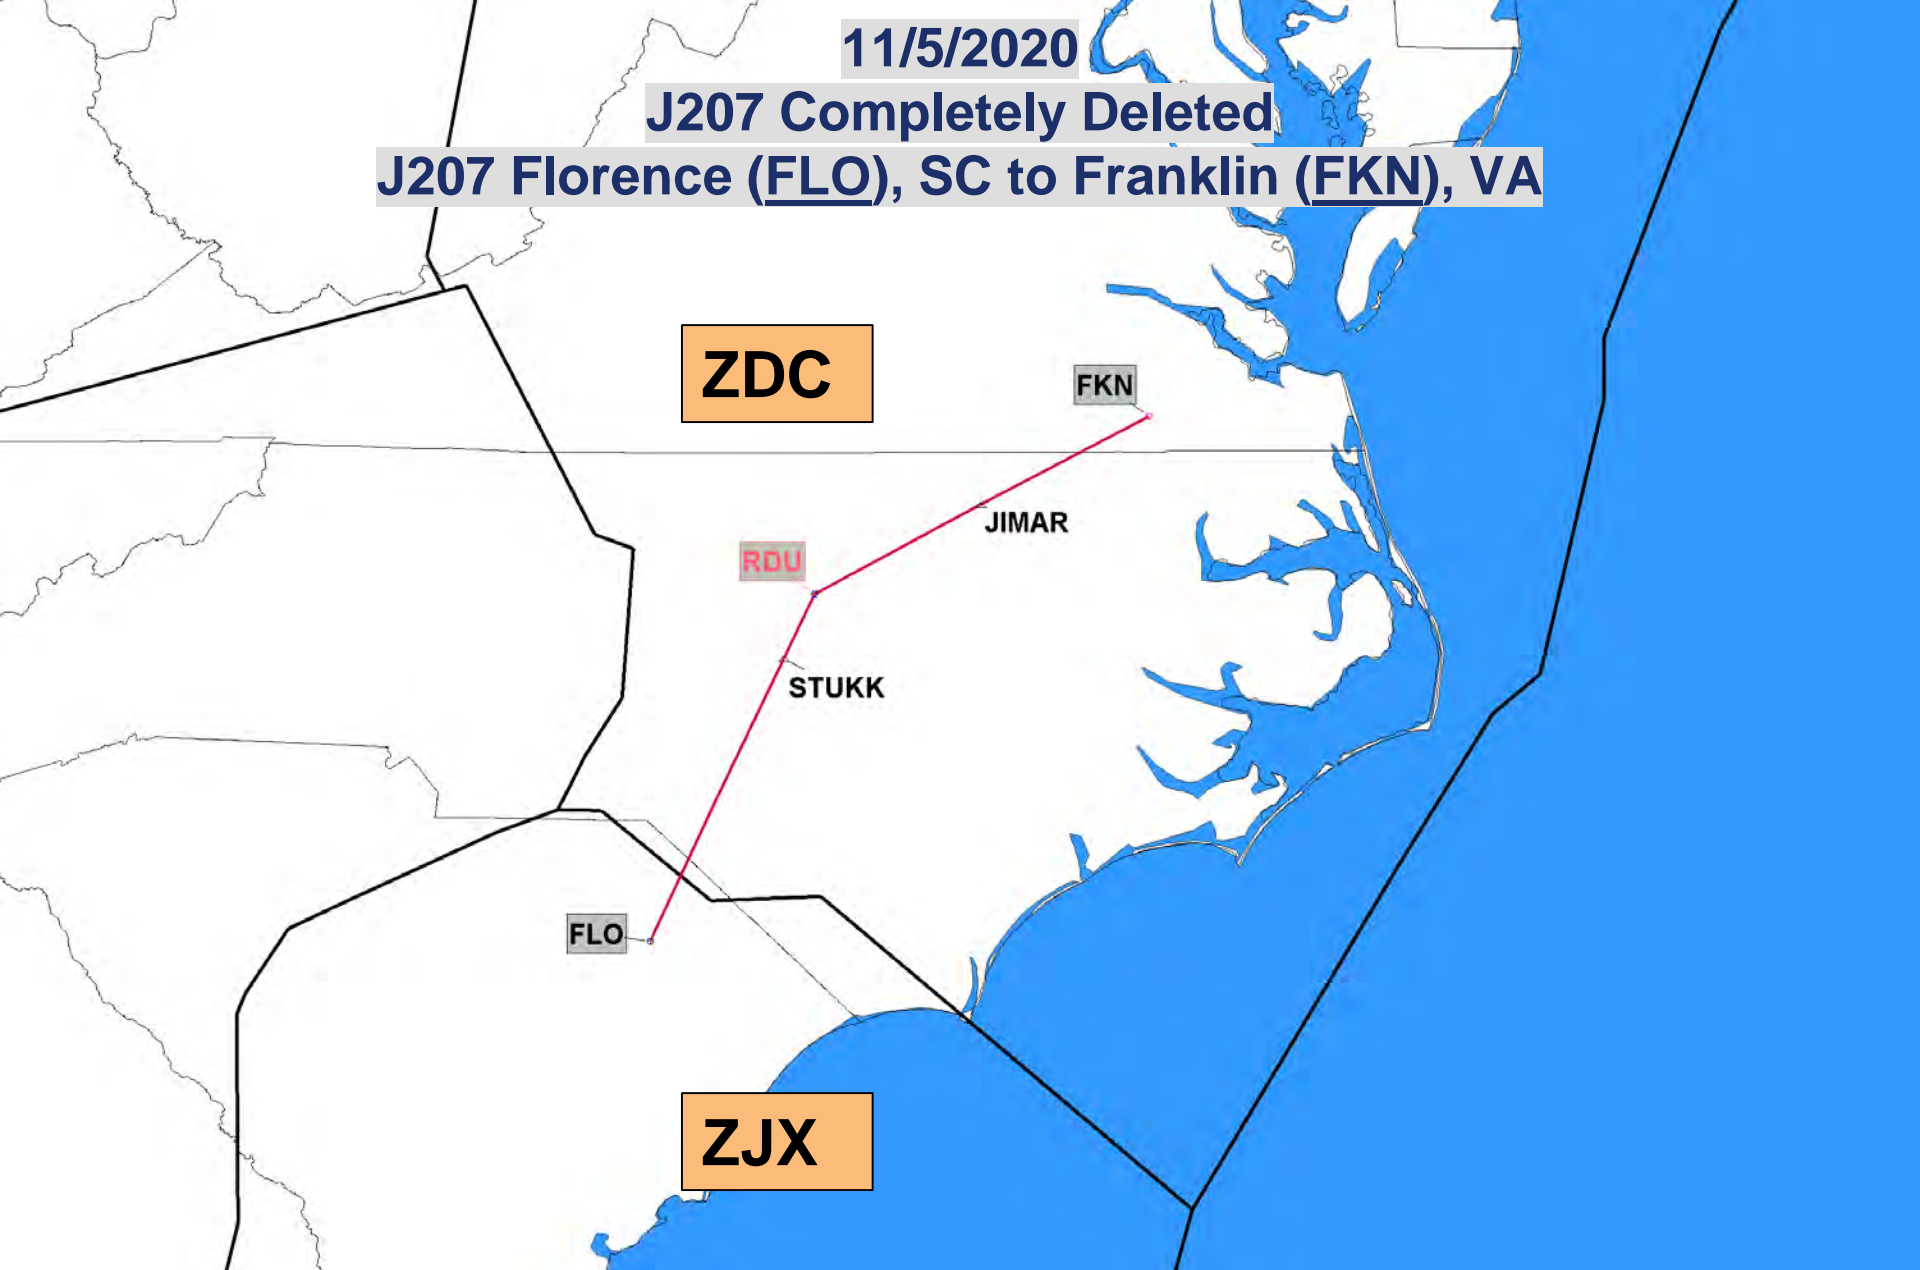 11/5/2020
J207 Completely Deleted
J207 Florence (FLO), SC to Franklin (FKN), VA
ZDC
FKN
JIMAR
RDU
STUKK
FLO
ZJX